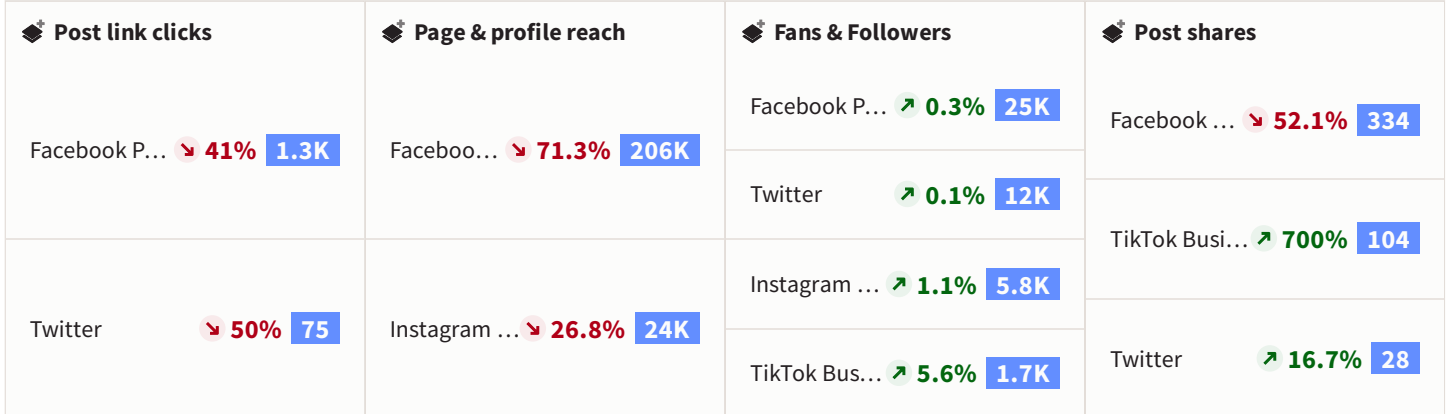 Post link clicks
Facebook P... 41% 1.3K
Twitter 50% 75
Page & profile reach
Faceboo... 71.3% 206K
Instagram ... 26.8% 24K
Fans & Followers
Facebook P... 0.3% 25K
Twitter 0.1% 12K
Instagram ... 1.1% 5.8K
TikTok Bus... 5.6% 1.7K
Post shares
Facebook ... 52.1% 334
TikTok Busi... 700% 104
Twitter 16.7% 28